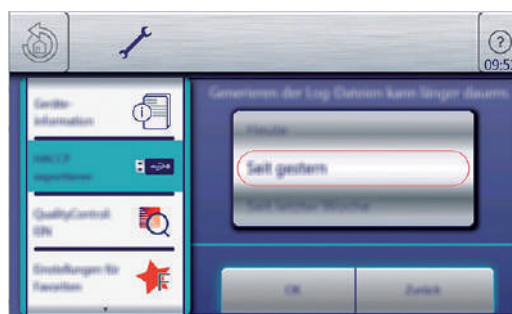 ?
09:53
Geräte-
information
HACCP
exportieren
QualityControl
EIN
Einstellungen für
Favoriten
Generieren der Log-Dateien kann länger dauern.
Heute
Seit gestern
Seit letzter Woche
OK
Zurück